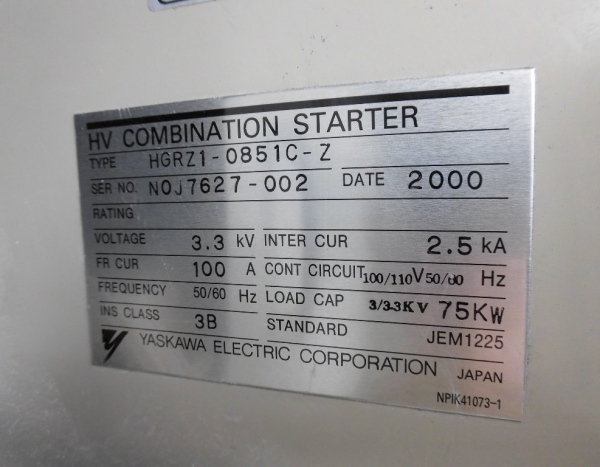 HV COMBINATION STARTER
TYPE HGRZ1-0851C-Z
SER NO. NOJ7627-002 DATE 2000
RATING
VOLTAGE 3.3 kV INTER CUR 2.5 kA
FR CUR 100 A CONT CIRCUIT 100/110V 50/60 Hz
FREQUENCY 50/60 Hz LOAD CAP 3/3.3KV 75KW
INS CLASS 3B STANDARD JEM1225
YASKAWA ELECTRIC CORPORATION JAPAN
NPIK41073-1